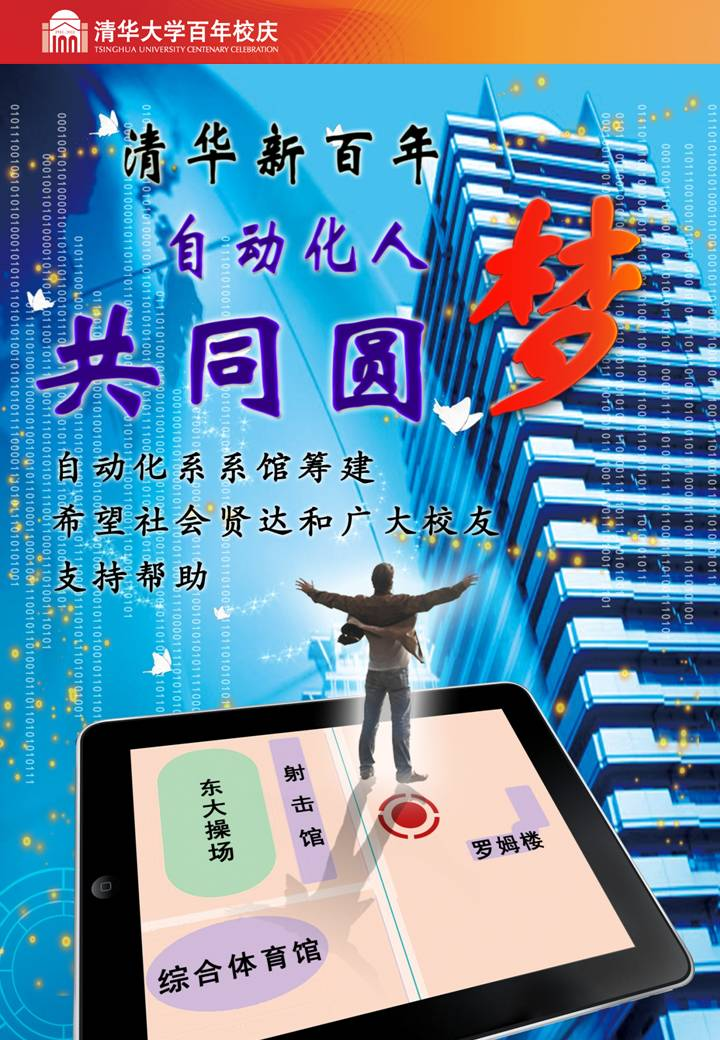 清华大学百年校庆
TSINGHUA UNIVERSITY CENTENARY CELEBRATION
清华新百年
自动化人
共同圆梦
自动化系系馆筹建
希望社会贤达和广大校友
支持帮助
东大操场
射击馆
罗姆楼
综合体育馆